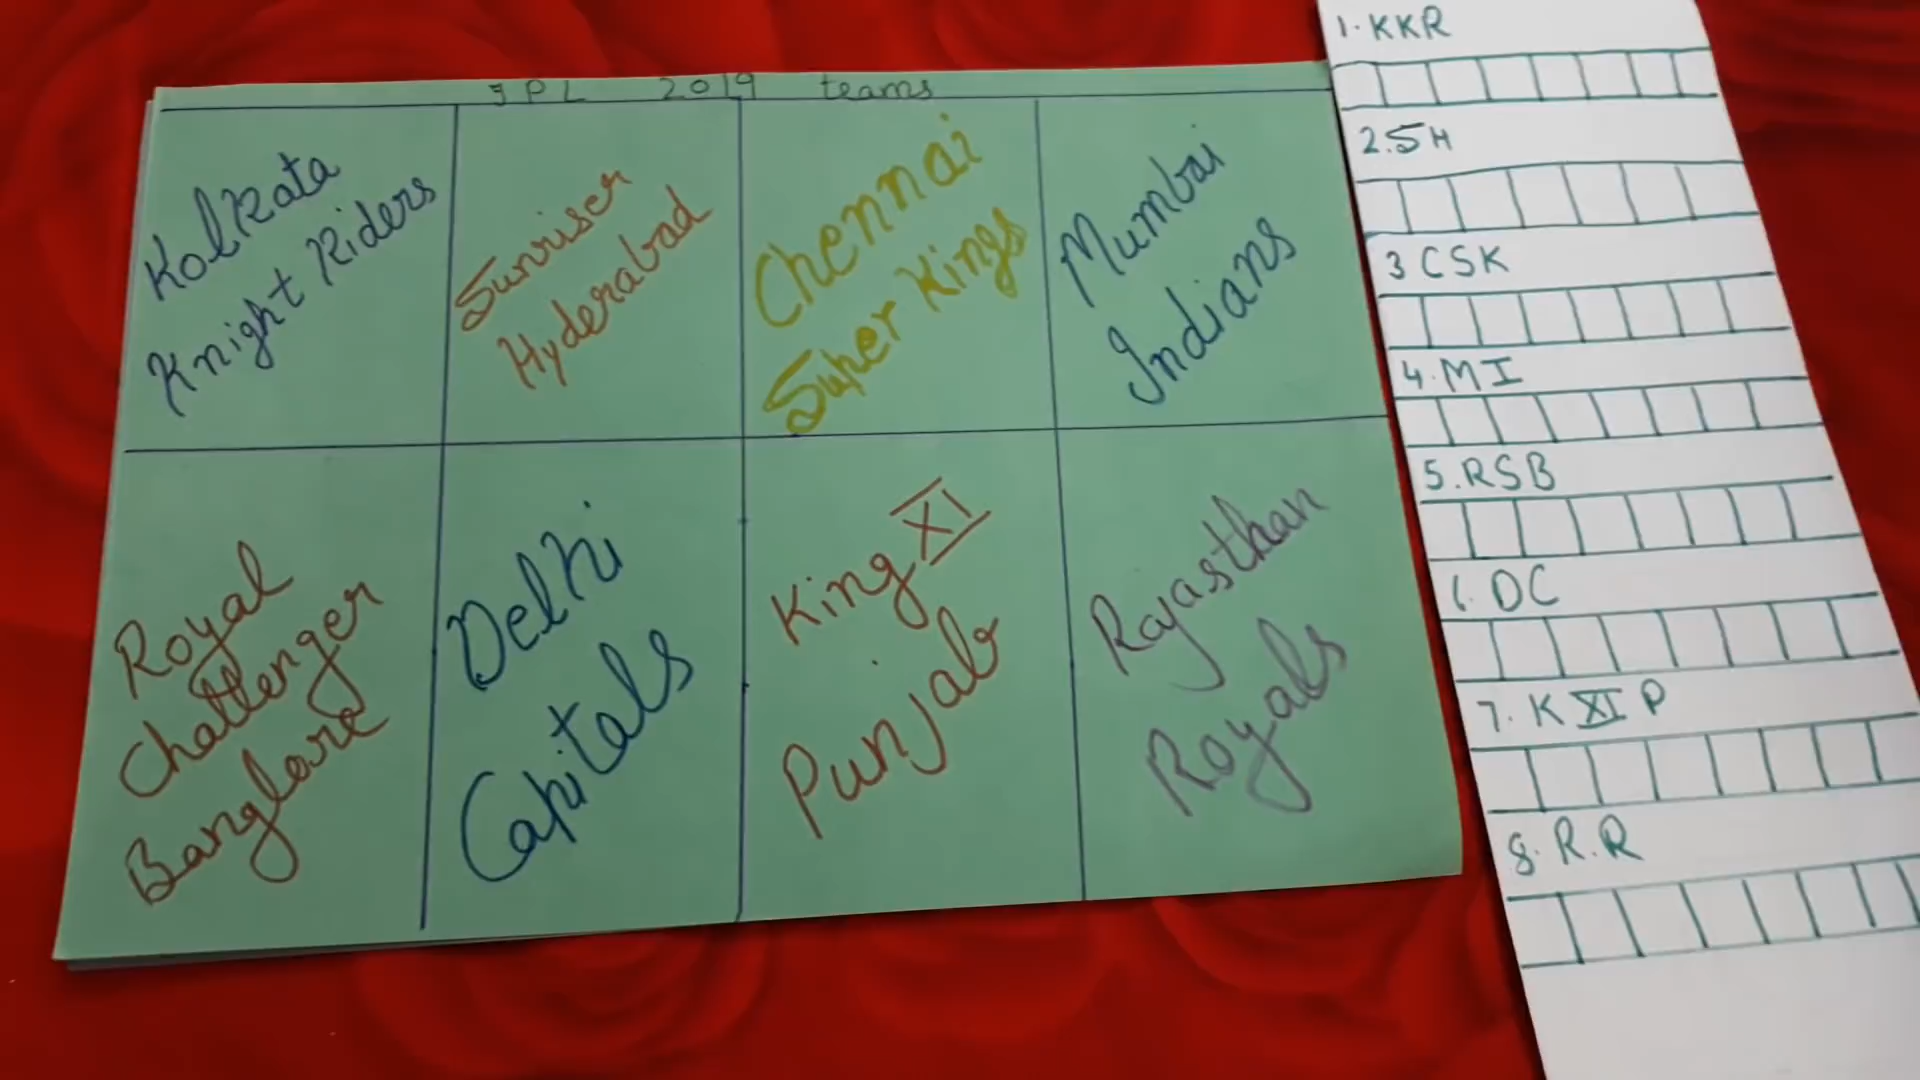 IPL 2019 teams
Kolkata
Knight Riders
Sunriser
Hyderabad
Chennai
Super Kings
Mumbai
Indians
Royal
Challenger
Banglore
Delhi
Capitals
King XI
Punjab
Rajasthan
Royals
1. KKR
2. SH
3 CSK
4. MI
5. RSB
6. DC
7. K XI P
8. R.R